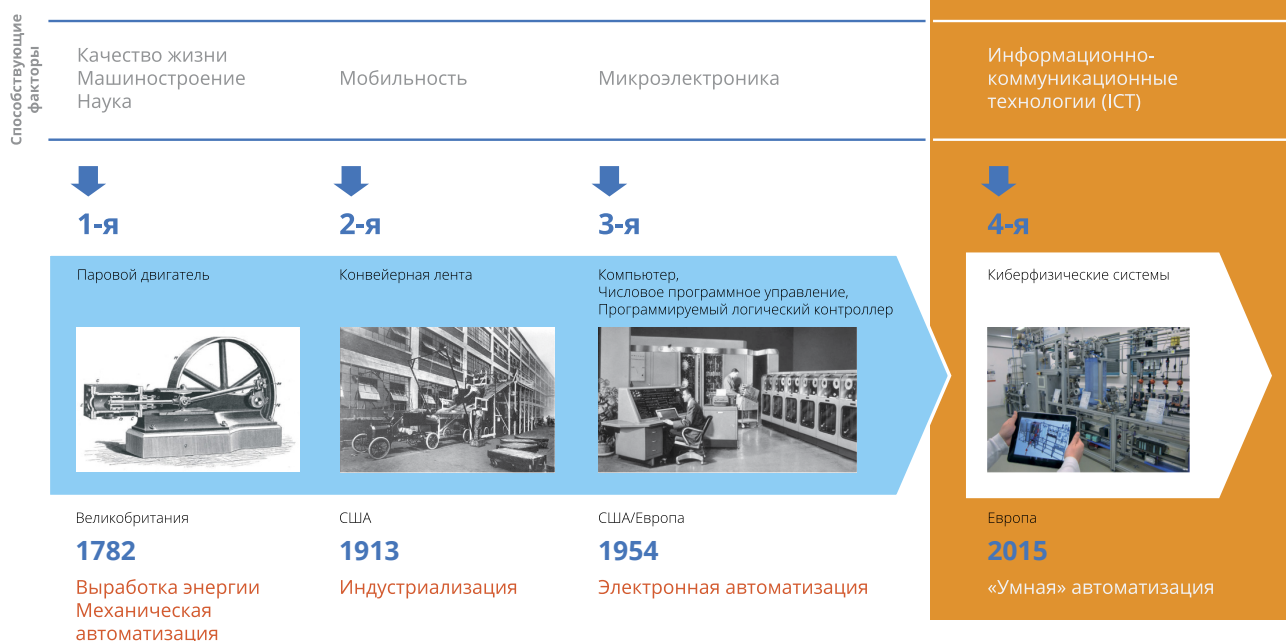 Способствующие
факторы
Качество жизни
Машиностроение
Наука
Мобильность
Микроэлектроника
Информационно-
коммуникационные
технологии (ICT)
1-я
2-я
3-я
4-я
Паровой двигатель
Конвейерная лента
Компьютер,
Числовое программное управление,
Программируемый логический контроллер
Киберфизические системы
Великобритания
1782
Выработка энергии
Механическая
автоматизация
США
1913
Индустриализация
США/Европа
1954
Электронная автоматизация
Европа
2015
«Умная» автоматизация